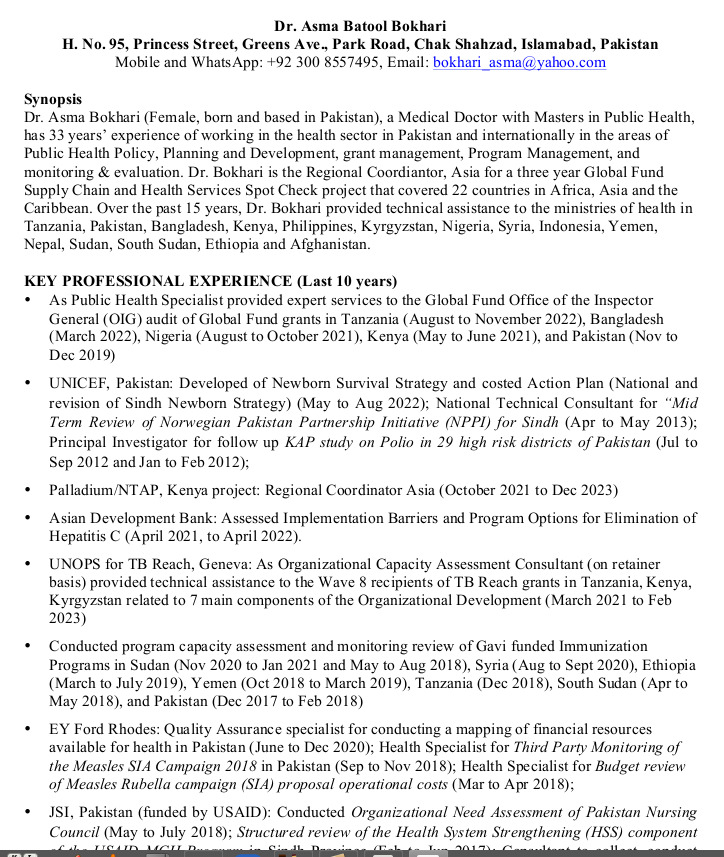 Dr. Asma Batool Bokhari
H. No. 95, Princess Street, Greens Ave., Park Road, Chak Shahzad, Islamabad, Pakistan
Mobile and WhatsApp: +92 300 8557495, Email: bokhari_asma@yahoo.com
Synopsis
Dr. Asma Bokhari (Female, born and based in Pakistan), a Medical Doctor with Masters in Public Health,
has 33 years’ experience of working in the health sector in Pakistan and internationally in the areas of
Public Health Policy, Planning and Development, grant management, Program Management, and
monitoring & evaluation. Dr. Bokhari is the Regional Coordiantor, Asia for a three year Global Fund
Supply Chain and Health Services Spot Check project that covered 22 countries in Africa, Asia and the
Caribbean. Over the past 15 years, Dr. Bokhari provided technical assistance to the ministries of health in
Tanzania, Pakistan, Bangladesh, Kenya, Philippines, Kyrgyzstan, Nigeria, Syria, Indonesia, Yemen,
Nepal, Sudan, South Sudan, Ethiopia and Afghanistan.
KEY PROFESSIONAL EXPERIENCE (Last 10 years)
• As Public Health Specialist provided expert services to the Global Fund Office of the Inspector
General (OIG) audit of Global Fund grants in Tanzania (August to November 2022), Bangladesh
(March 2022), Nigeria (August to October 2021), Kenya (May to June 2021), and Pakistan (Nov to
Dec 2019)
• UNICEF, Pakistan: Developed of Newborn Survival Strategy and costed Action Plan (National and
revision of Sindh Newborn Strategy) (May to Aug 2022); National Technical Consultant for “Mid
Term Review of Norwegian Pakistan Partnership Initiative (NPPI) for Sindh (Apr to May 2013);
Principal Investigator for follow up KAP study on Polio in 29 high risk districts of Pakistan (Jul to
Sep 2012 and Jan to Feb 2012);
• Palladium/NTAP, Kenya project: Regional Coordinator Asia (October 2021 to Dec 2023)
• Asian Development Bank: Assessed Implementation Barriers and Program Options for Elimination of
Hepatitis C (April 2021, to April 2022).
• UNOPS for TB Reach, Geneva: As Organizational Capacity Assessment Consultant (on retainer
basis) provided technical assistance to the Wave 8 recipients of TB Reach grants in Tanzania, Kenya,
Kyrgyzstan related to 7 main components of the Organizational Development (March 2021 to Feb
2023)
• Conducted program capacity assessment and monitoring review of Gavi funded Immunization
Programs in Sudan (Nov 2020 to Jan 2021 and May to Aug 2018), Syria (Aug to Sept 2020), Ethiopia
(March to July 2019), Yemen (Oct 2018 to March 2019), Tanzania (Dec 2018), South Sudan (Apr to
May 2018), and Pakistan (Dec 2017 to Feb 2018)
• EY Ford Rhodes: Quality Assurance specialist for conducting a mapping of financial resources
available for health in Pakistan (June to Dec 2020); Health Specialist for Third Party Monitoring of
the Measles SIA Campaign 2018 in Pakistan (Sep to Nov 2018); Health Specialist for Budget review
of Measles Rubella campaign (SIA) proposal operational costs (Mar to Apr 2018);
• JSI, Pakistan (funded by USAID): Conducted Organizational Need Assessment of Pakistan Nursing
Council (May to July 2018); Structured review of the Health System Strengthening (HSS) component